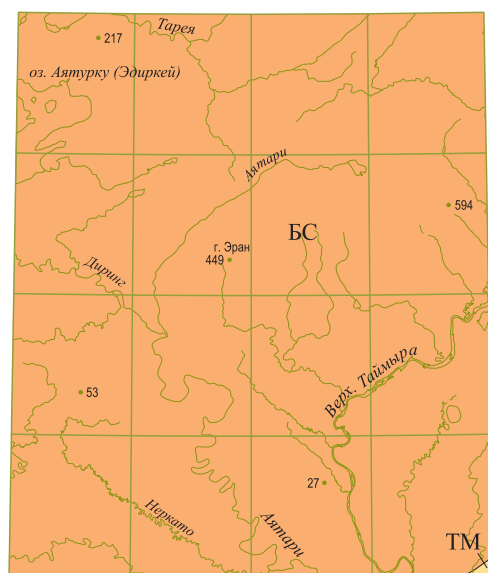 Тарея
217
оз. Аятурку (Эдиркей)
Аятари
594
БС
г. Эран
449
Диринг
Верх. Таймыра
53
27
Неркато
Аятари
ТМ